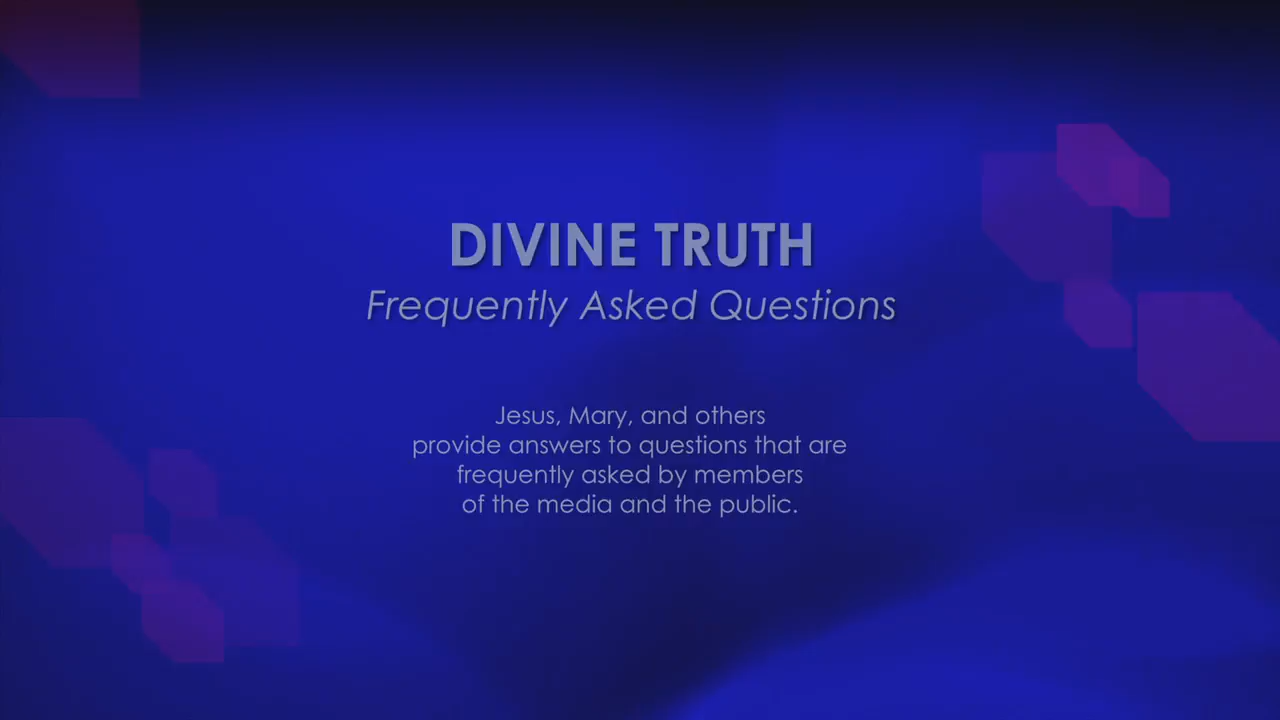 DIVINE TRUTH
Frequently Asked Questions
Jesus, Mary, and others
provide answers to questions that are
frequently asked by members
of the media and the public.